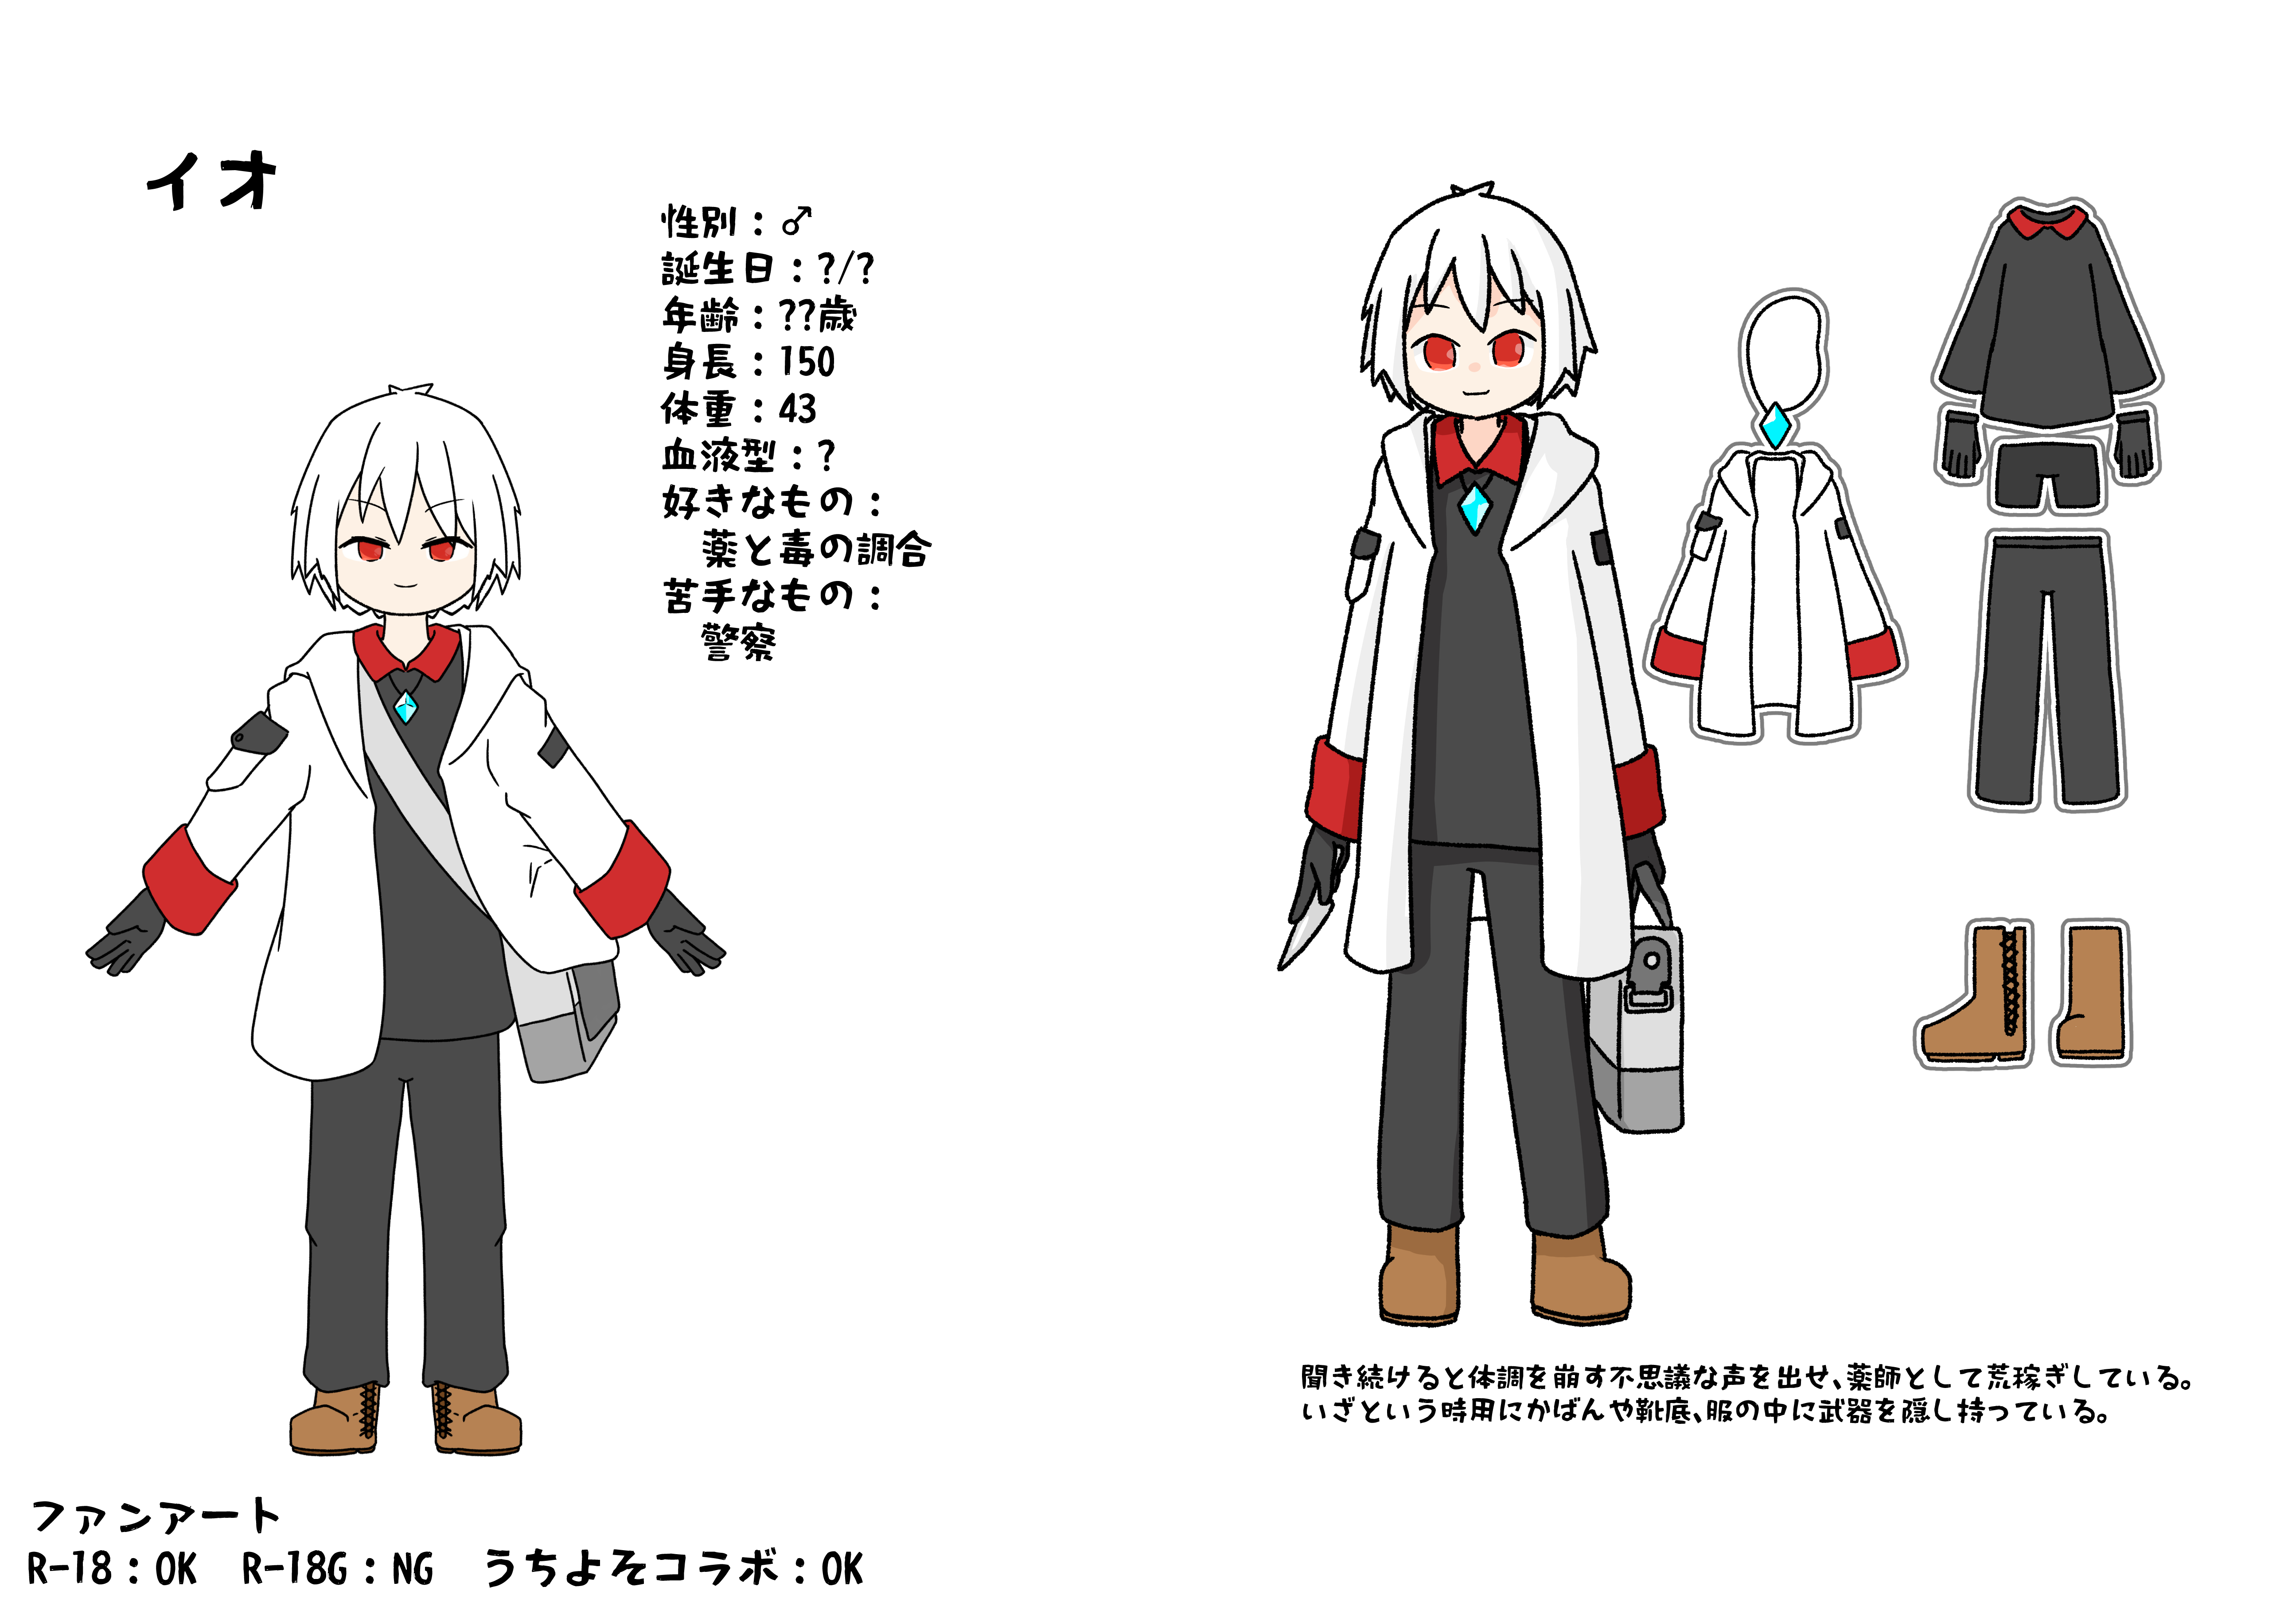 イオ
性別：♂
誕生日：?/?
年齢：??歳
身長：150
体重：43
血液型：?
好きなもの：
薬と毒の調合
苦手なもの：
警察
聞き続けると体調を崩す不思議な声を出せ、薬師として荒稼ぎしている。
いざという時用にかばんや靴底、服の中に武器を隠し持っている。
ファンアート
R-18：OK　R-18G：NG　うちよそコラボ：OK